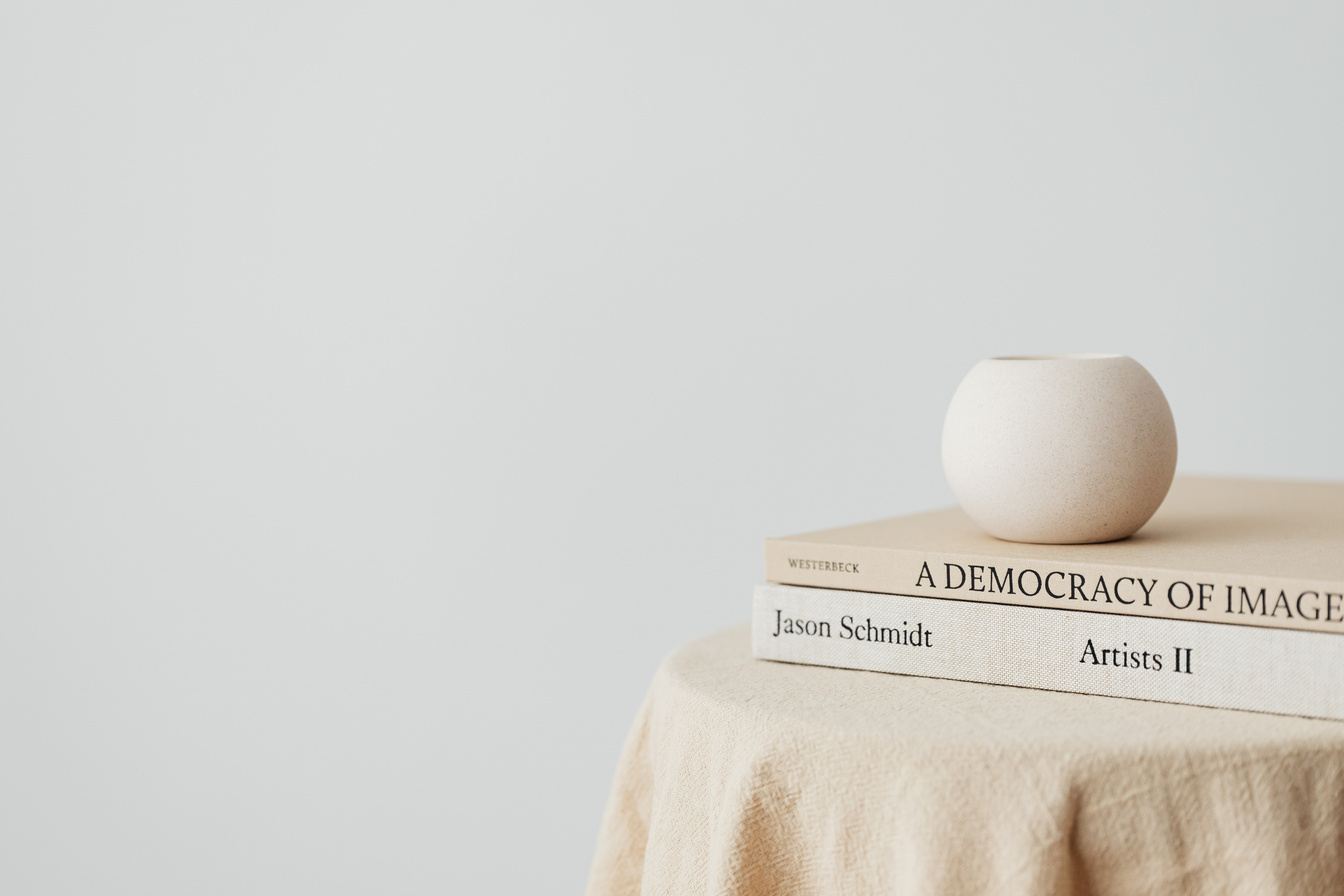 WESTERBECK A DEMOCRACY OF IMAGE
Jason Schmidt Artists II